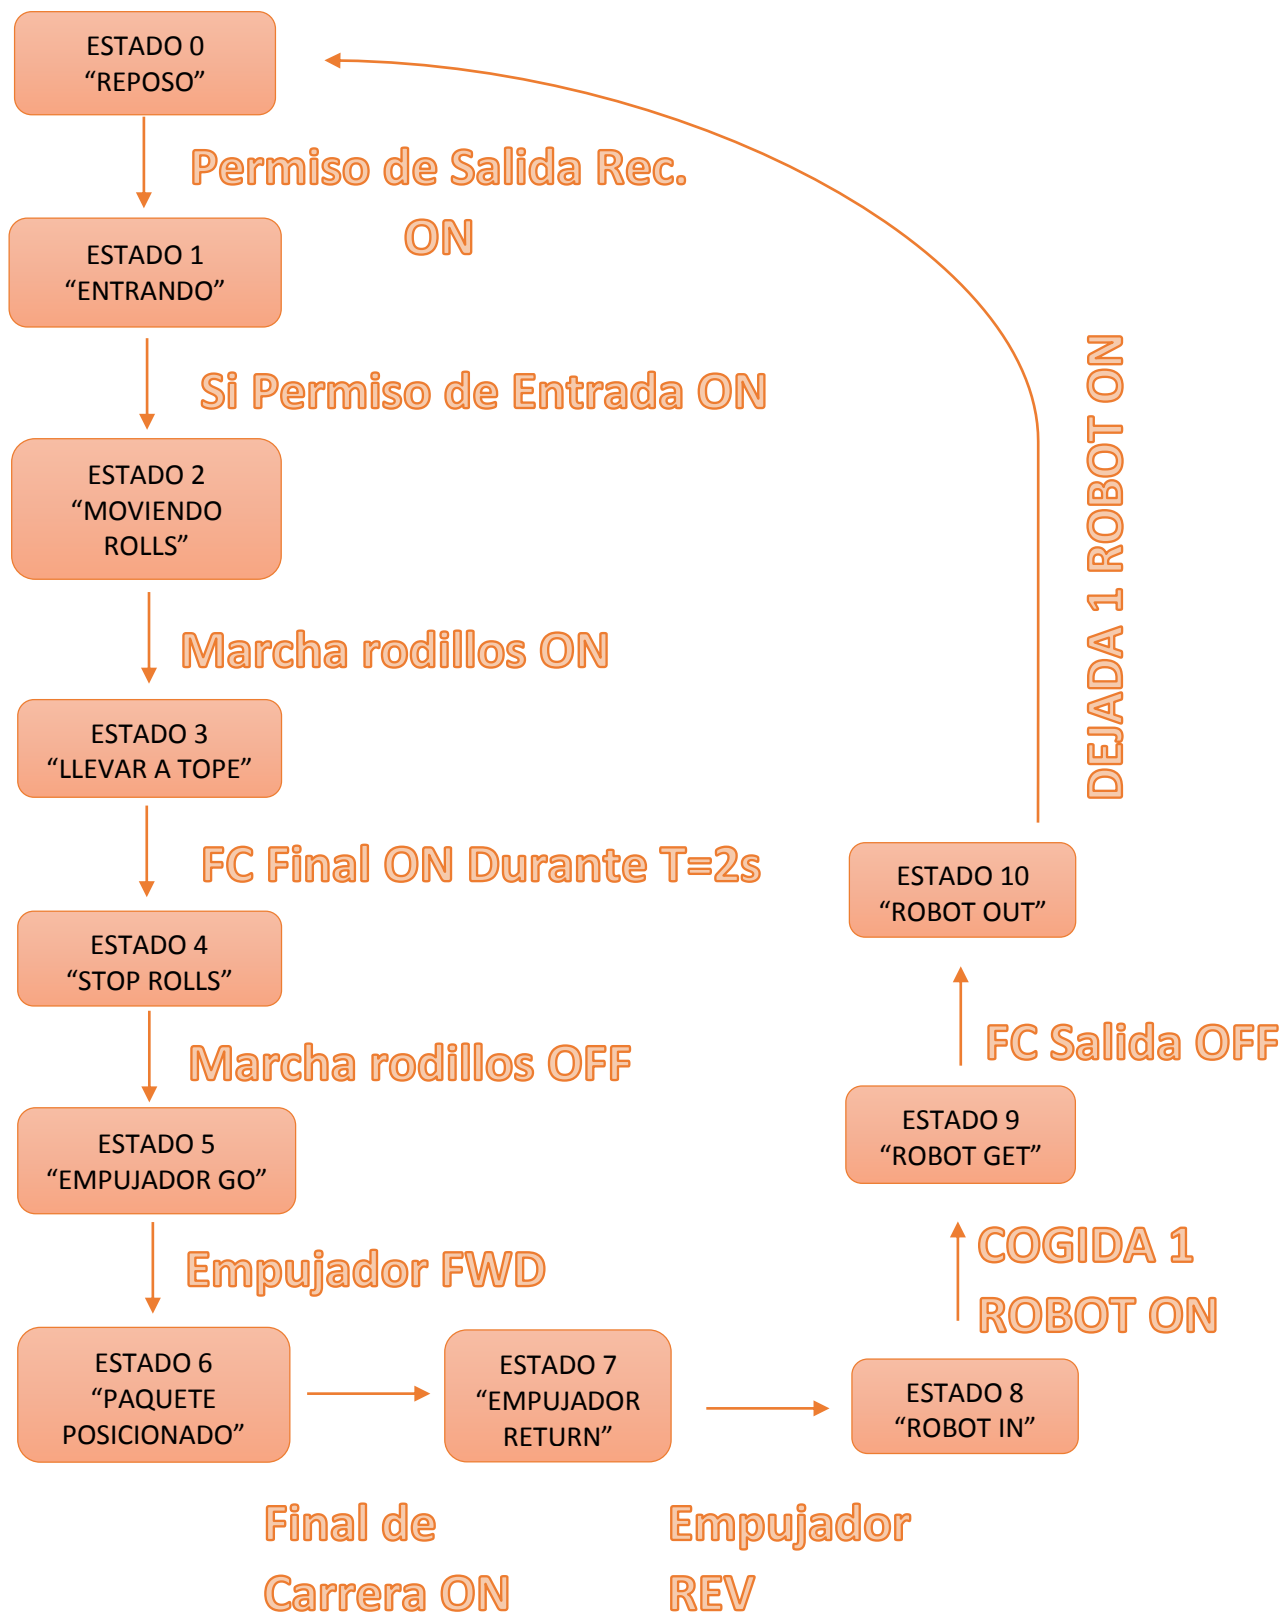 ESTADO 0
“REPOSO”
Permiso de Salida Rec.
ON
ESTADO 1
“ENTRANDO”
Si Permiso de Entrada ON
ESTADO 2
“MOVIENDO
ROLLS”
Marcha rodillos ON
ESTADO 3
“LLEVAR A TOPE”
FC Final ON Durante T=2s
ESTADO 4
“STOP ROLLS”
Marcha rodillos OFF
ESTADO 5
“EMPUJADOR GO”
Empujador FWD
ESTADO 6
“PAQUETE
POSICIONADO”
Final de
Carrera ON
ESTADO 7
“EMPUJADOR
RETURN”
Empujador
REV
ESTADO 8
“ROBOT IN”
COGIDA 1
ROBOT ON
ESTADO 9
“ROBOT GET”
FC Salida OFF
ESTADO 10
“ROBOT OUT”
DEJADA 1 ROBOT ON